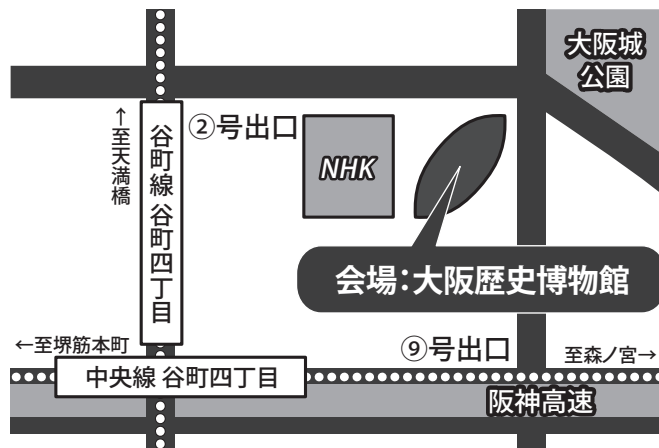 大阪城
公園
②号出口
↑至天満橋
谷町線 谷町四丁目
NHK
会場：大阪歴史博物館
←至堺筋本町
⑨号出口
至森ノ宮→
中央線 谷町四丁目
阪神高速